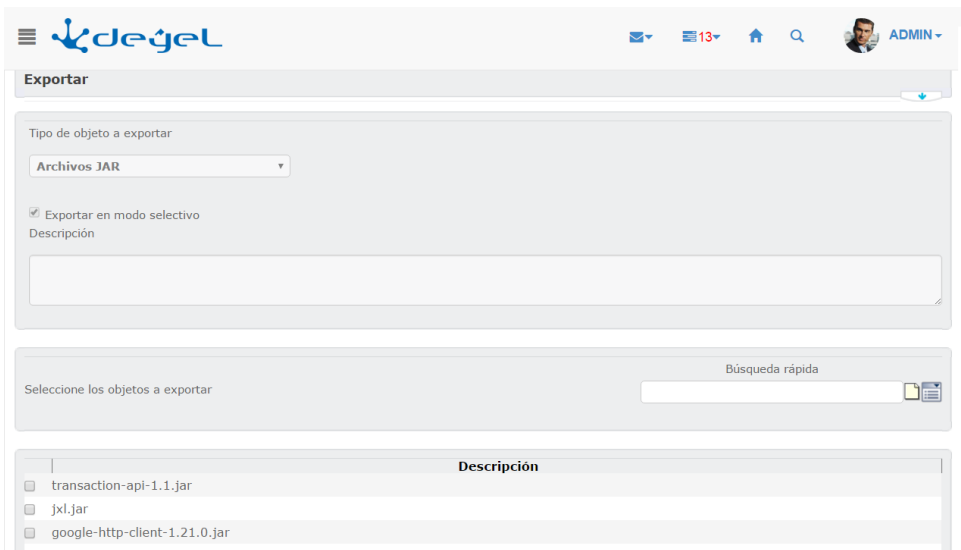 deyel
13
ADMIN
Exportar
Tipo de objeto a exportar
Archivos JAR
Exportar en modo selectivo
Descripción
Búsqueda rápida
Seleccione los objetos a exportar
Descripción
transaction-api-1.1.jar
jxl.jar
google-http-client-1.21.0.jar